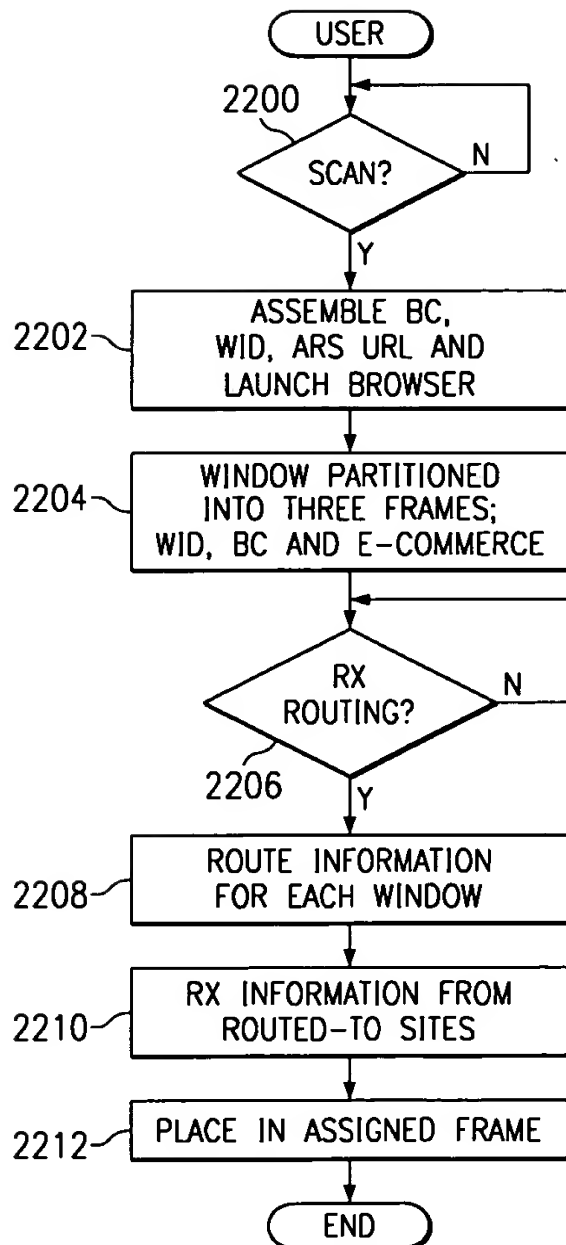 USER
2200
SCAN?
N
Y
2202
ASSEMBLE BC,
WID, ARS URL AND
LAUNCH BROWSER
2204
WINDOW PARTITIONED
INTO THREE FRAMES;
WID, BC AND E-COMMERCE
RX
ROUTING?
N
2206
Y
2208
ROUTE INFORMATION
FOR EACH WINDOW
2210
RX INFORMATION FROM
ROUTED-TO SITES
2212
PLACE IN ASSIGNED FRAME
END